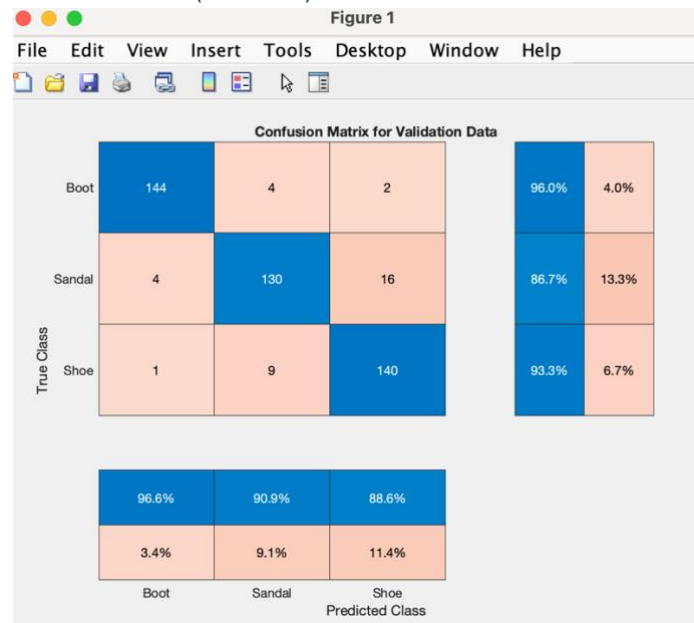 Figure 1
File Edit View Insert Tools Desktop Window Help
Confusion Matrix for Validation Data
True Class
Boot 144 4 2 96.0% 4.0%
Sandal 4 130 16 86.7% 13.3%
Shoe 1 9 140 93.3% 6.7%
96.6% 90.9% 88.6%
3.4% 9.1% 11.4%
Boot Sandal Shoe
Predicted Class